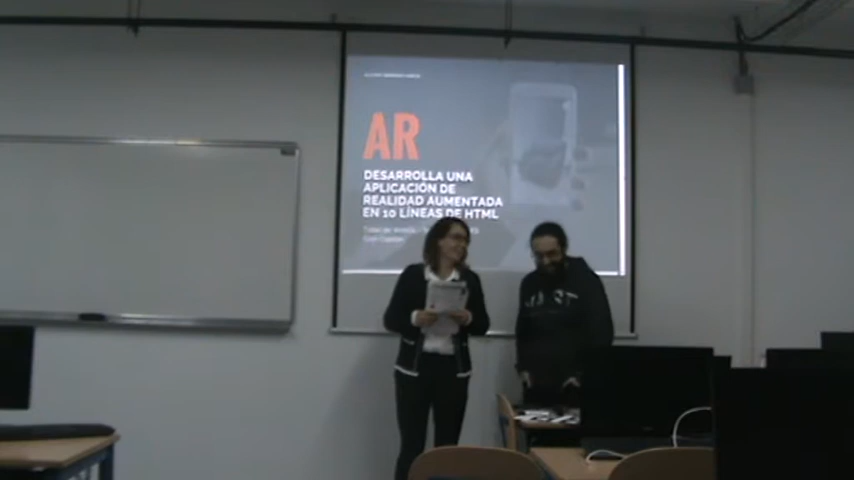 AR
DESARROLLA UNA
APLICACIÓN DE
REALIDAD AUMENTADA
EN 10 LÍNEAS DE HTML